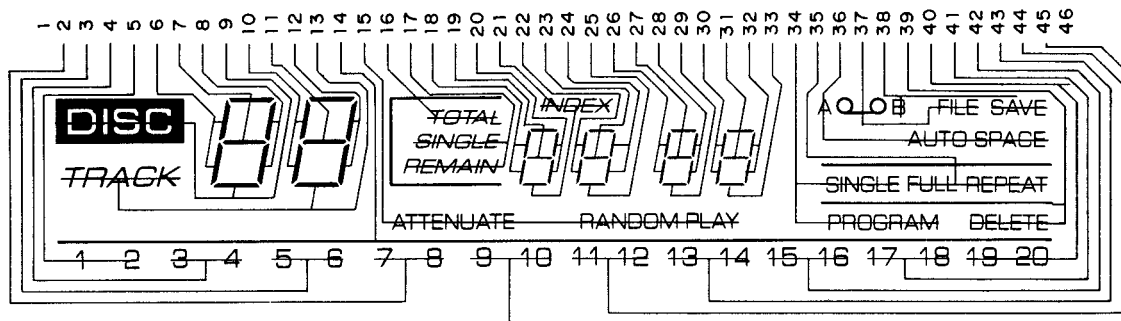 1 2 3 4 5 6 7 8 9 10 11 12 13 14 15 16 17 18 19 20 21 22 23 24 25 26 27 28 29 30 31 32 33 34 35 36 37 38 39 40 41 42 43 44 45 46
DISC 88 INDEX 88 88 A B FILE SAVE
TOTAL
AUTO SPACE
SINGLE
TRACK REMAIN SINGLE FULL REPEAT
ATTENUATE RANDOM PLAY PROGRAM DELETE
1 2 3 4 5 6 7 8 9 10 11 12 13 14 15 16 17 18 19 20